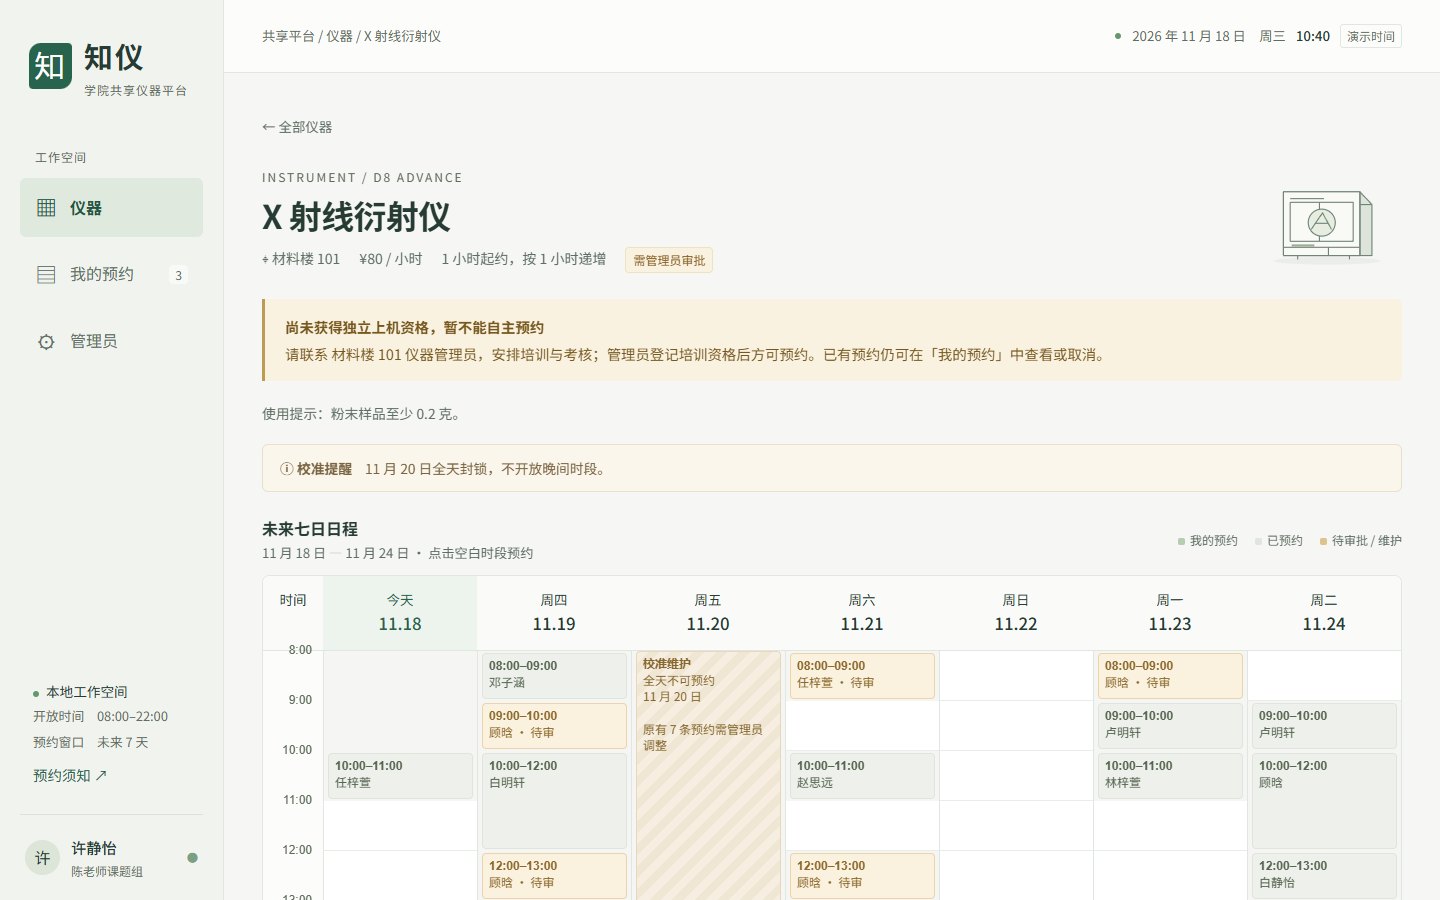 知 知仪
学院共享仪器平台
工作空间
仪器
我的预约 3
管理员
本地工作空间
开放时间 08:00–22:00
预约窗口 未来 7 天
预约须知 ↗
许 许静怡
陈老师课题组
共享平台 / 仪器 / X 射线衍射仪
2026 年 11 月 18 日 周三 10:40 演示时间
← 全部仪器
INSTRUMENT / D8 ADVANCE
X 射线衍射仪
⌖ 材料楼 101 ¥80 / 小时 1 小时起约，按 1 小时递增 需管理员审批
尚未获得独立上机资格，暂不能自主预约
请联系 材料楼 101 仪器管理员，安排培训与考核；管理员登记培训资格后方可预约。已有预约仍可在「我的预约」中查看或取消。
使用提示：粉末样品至少 0.2 克。
ⓘ 校准提醒 11 月 20 日全天封锁，不开放晚间时段。
未来七日日程
11 月 18 日 — 11 月 24 日 · 点击空白时段预约
我的预约 已预约 待审批 / 维护
时间 今天 周四 周五 周六 周日 周一 周二
11.18 11.19 11.20 11.21 11.22 11.23 11.24
8:00
08:00–09:00 校准维护 08:00–09:00 08:00–09:00
邓子涵 全天不可预约 任梓萱 · 待审 顾晗 · 待审
11 月 20 日
9:00
09:00–10:00 09:00–10:00 09:00–10:00
顾晗 · 待审 原有 7 条预约需管理员 卢明轩 卢明轩
调整
10:00
10:00–11:00 10:00–12:00 10:00–11:00 10:00–11:00 10:00–12:00
任梓萱 白明轩 赵思远 林梓萱 顾晗
11:00
12:00
12:00–13:00 12:00–13:00 12:00–13:00
顾晗 · 待审 顾晗 · 待审 白静怡
13:00